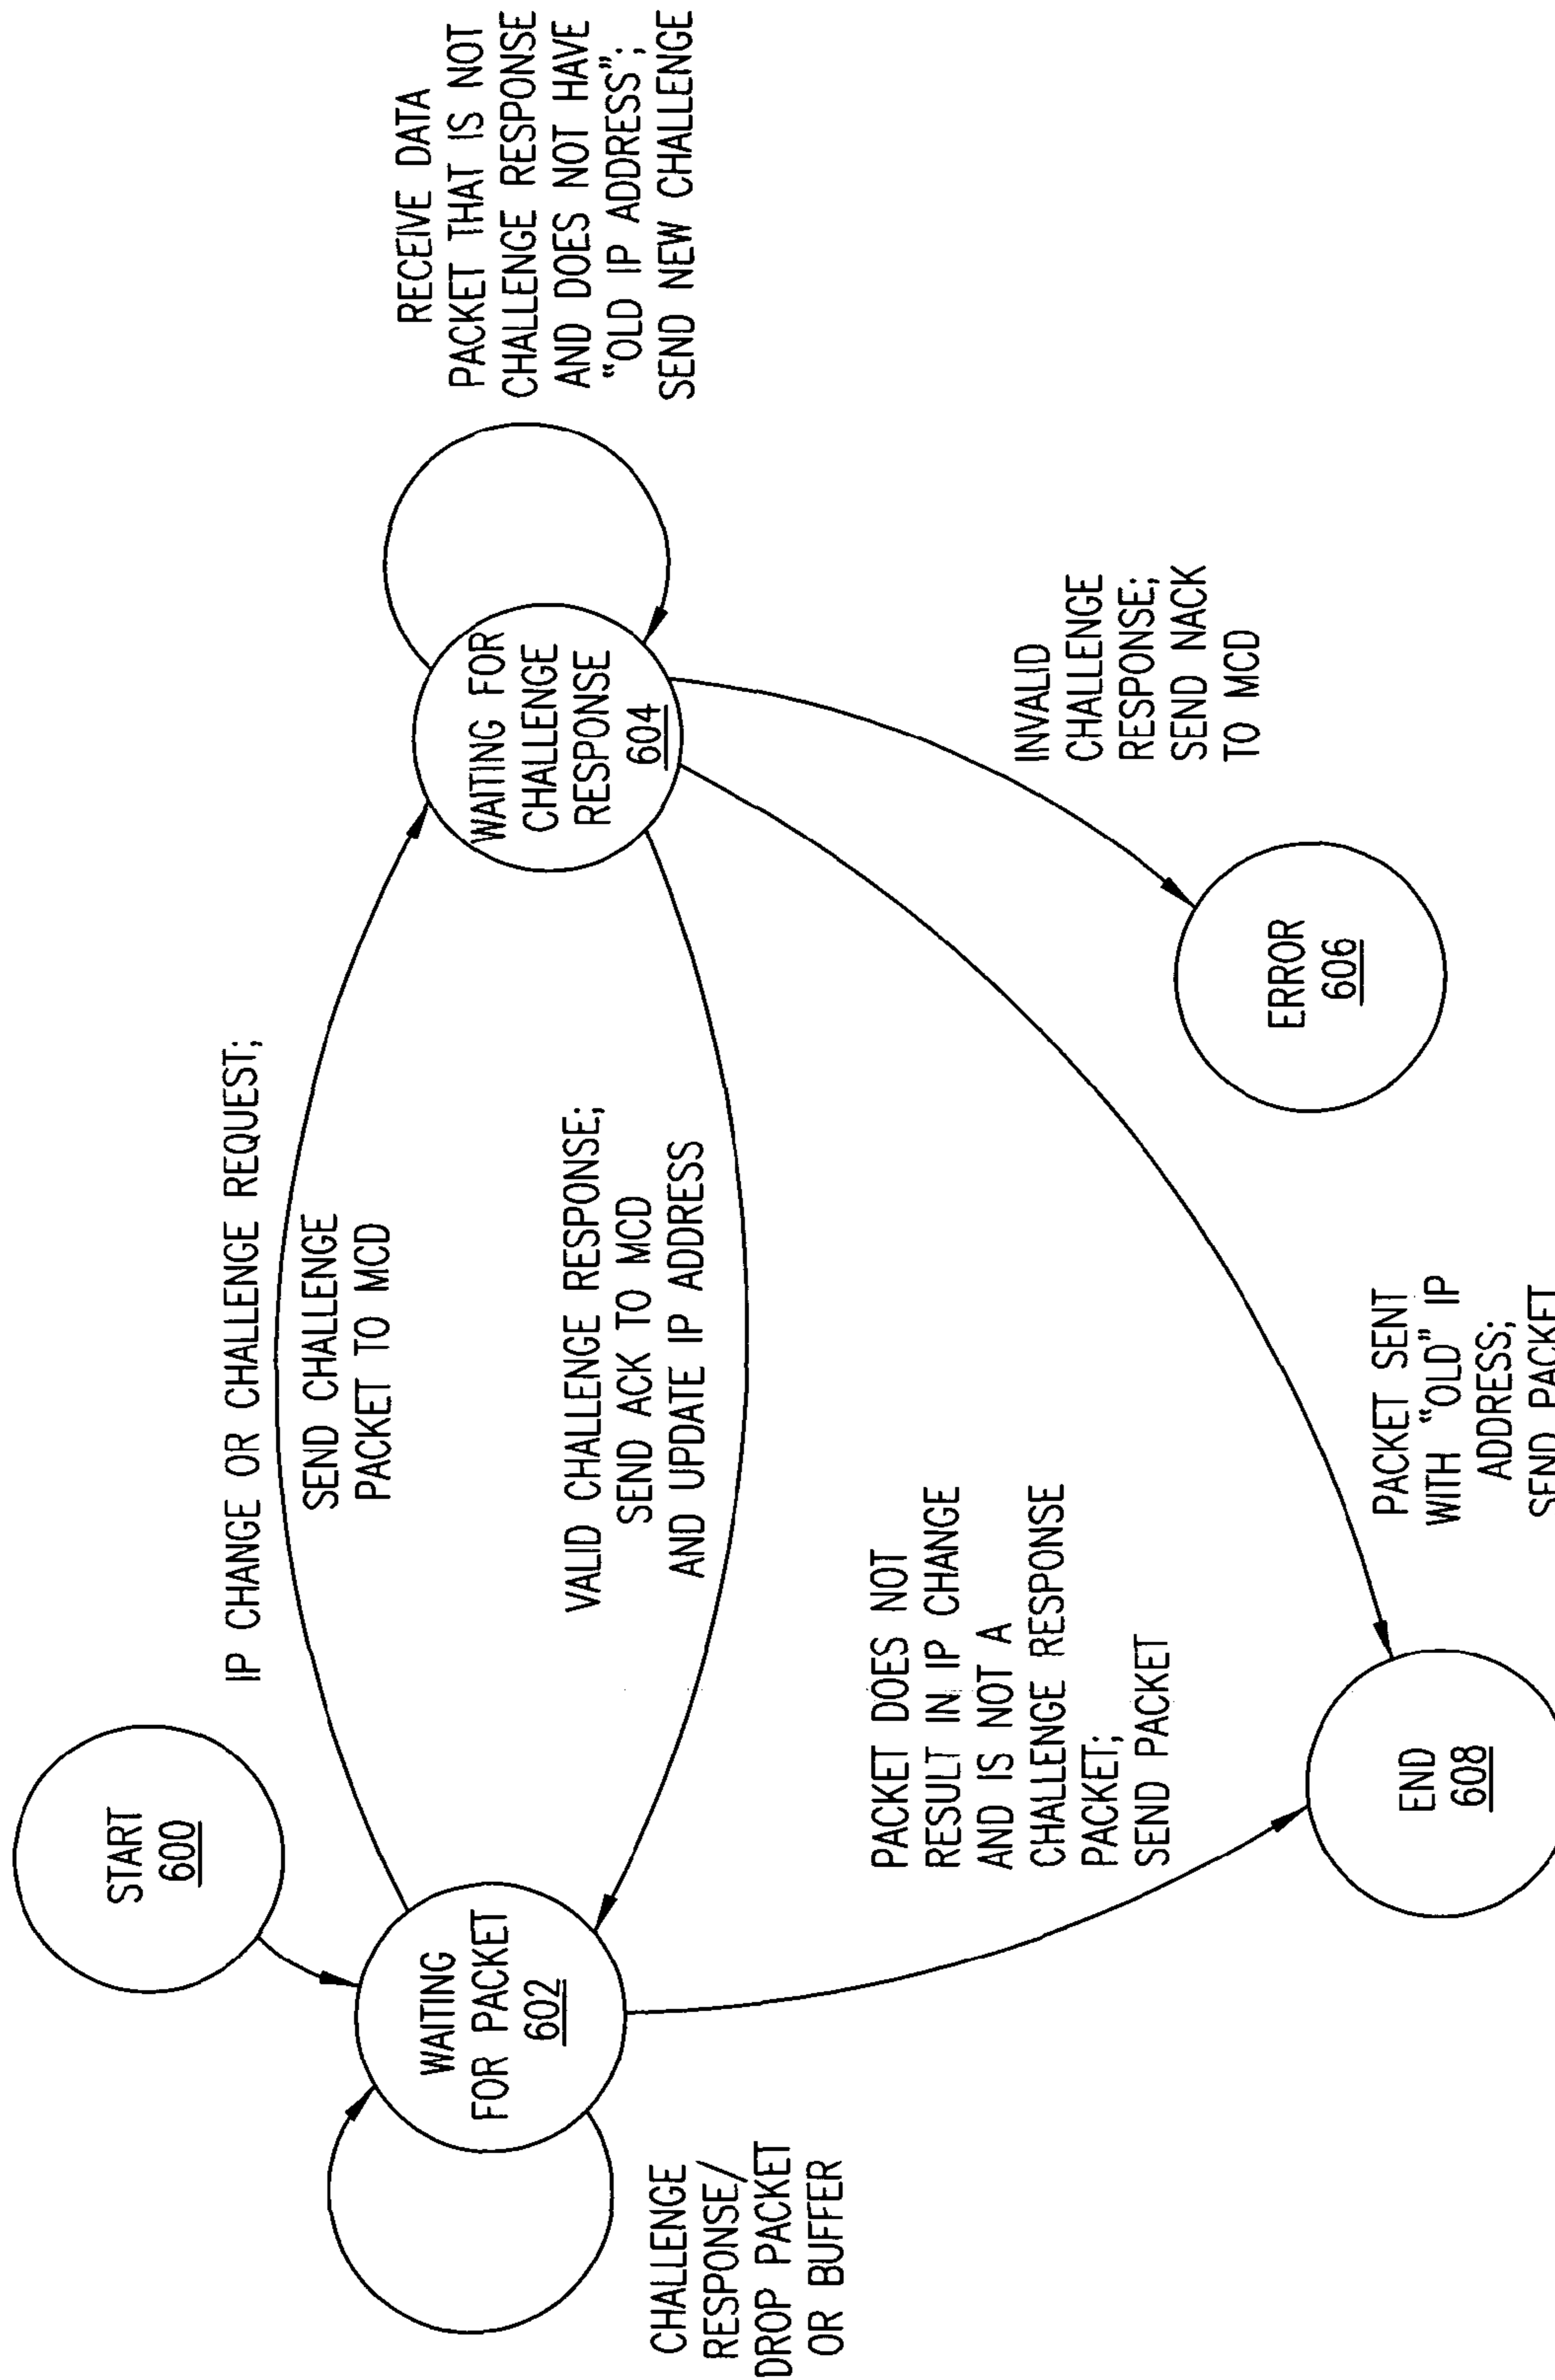 START
600
WAITING
FOR PACKET
602
CHALLENGE
RESPONSE/
DROP PACKET
OR BUFFER
IP CHANGE OR CHALLENGE REQUEST;
SEND CHALLENGE
PACKET TO MCD
VALID CHALLENGE RESPONSE;
SEND ACK TO MCD
AND UPDATE IP ADDRESS
WAITING FOR
CHALLENGE
RESPONSE
604
RECEIVE DATA
PACKET THAT IS NOT
CHALLENGE RESPONSE
AND DOES NOT HAVE
“OLD IP ADDRESS”;
SEND NEW CHALLENGE
PACKET DOES NOT
RESULT IN IP CHANGE
AND IS NOT A
CHALLENGE RESPONSE
PACKET;
SEND PACKET
INVALID
CHALLENGE
RESPONSE;
SEND NACK
TO MCD
ERROR
606
END
608
PACKET SENT
WITH “OLD” IP
ADDRESS;
SEND PACKET